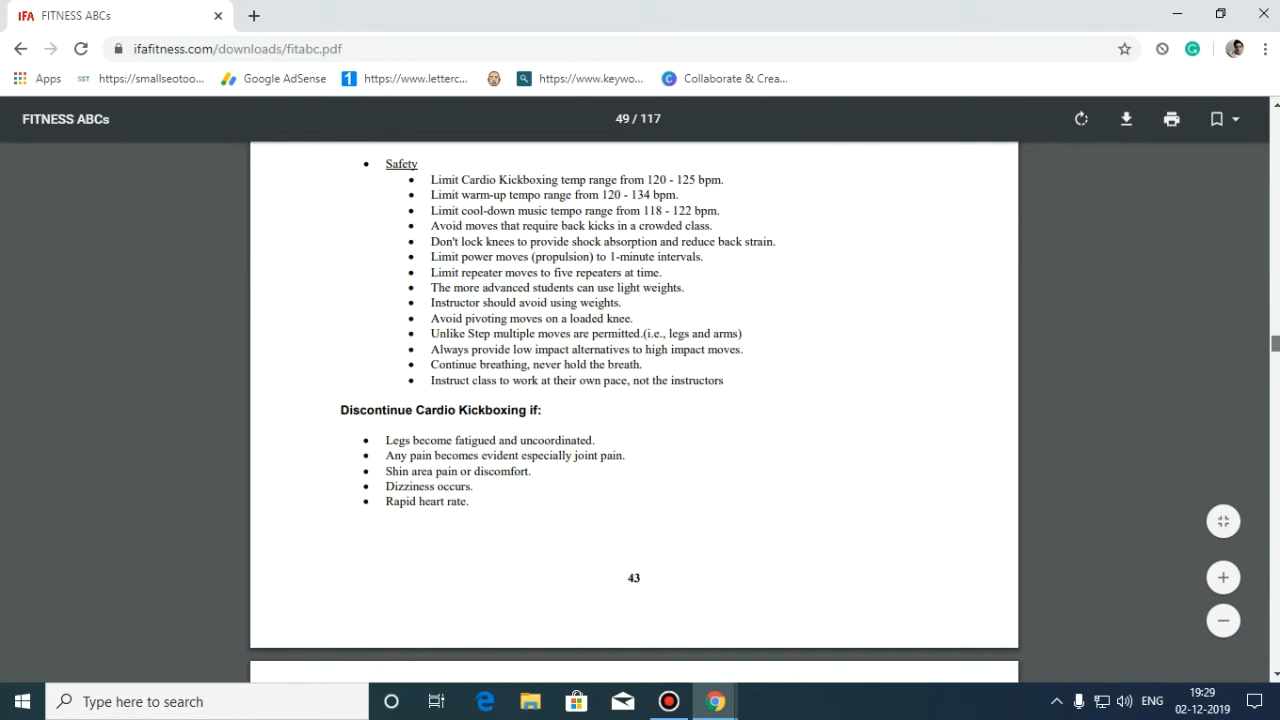 IFA FITNESS ABCs
ifafitness.com/downloads/fitabc.pdf
Apps SST https://smallseotoo... Google AdSense 1 https://www.letterc... https://www.keywo... C Collaborate & Crea...
FITNESS ABCs 49 / 117
• Safety
• Limit Cardio Kickboxing temp range from 120 - 125 bpm.
• Limit warm-up tempo range from 120 - 134 bpm.
• Limit cool-down music tempo range from 118 - 122 bpm.
• Avoid moves that require back kicks in a crowded class.
• Don't lock knees to provide shock absorption and reduce back strain.
• Limit power moves (propulsion) to 1-minute intervals.
• Limit repeater moves to five repeaters at time.
• The more advanced students can use light weights.
• Instructor should avoid using weights.
• Avoid pivoting moves on a loaded knee.
• Unlike Step multiple moves are permitted.(i.e., legs and arms)
• Always provide low impact alternatives to high impact moves.
• Continue breathing, never hold the breath.
• Instruct class to work at their own pace, not the instructors
Discontinue Cardio Kickboxing if:
• Legs become fatigued and uncoordinated.
• Any pain becomes evident especially joint pain.
• Shin area pain or discomfort.
• Dizziness occurs.
• Rapid heart rate.
43
Type here to search
ENG 19:29
02-12-2019